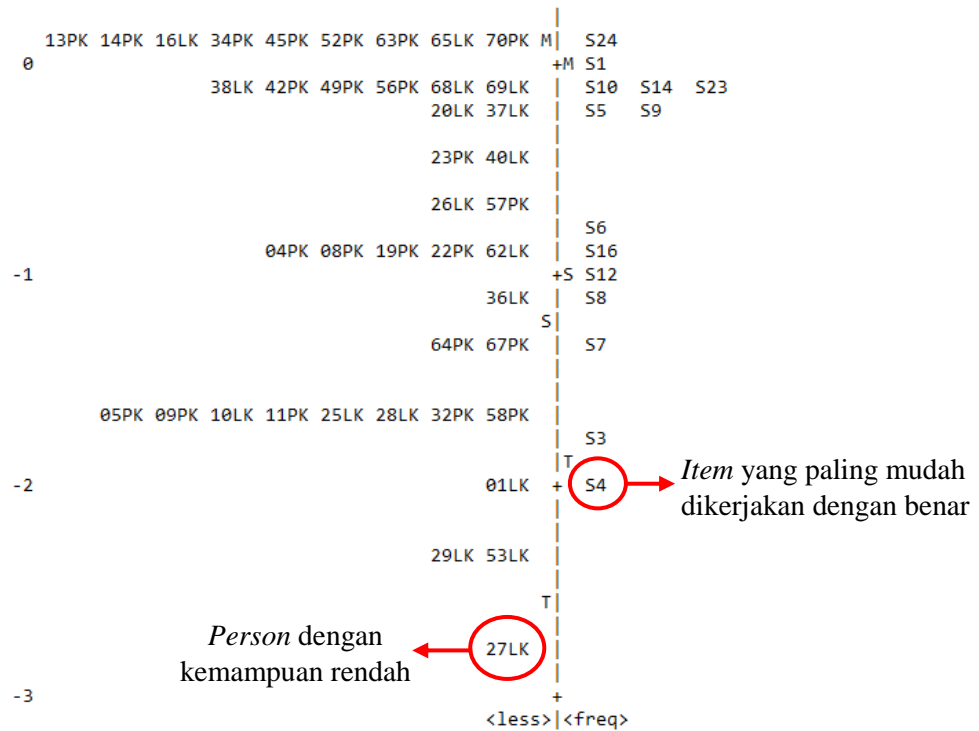 13PK 14PK 16LK 34PK 45PK 52PK 63PK 65LK 70PK M| S24
0 +M S1
38LK 42PK 49PK 56PK 68LK 69LK | S10 S14 S23
20LK 37LK | S5 S9
23PK 40LK |
26LK 57PK |
| S6
04PK 08PK 19PK 22PK 62LK | S16
-1 +S S12
36LK | S8
S|
64PK 67PK | S7
05PK 09PK 10LK 11PK 25LK 28LK 32PK 58PK |
| S3
|T
-2 01LK + S4
Item yang paling mudah
dikerjakan dengan benar
29LK 53LK |
T|
Person dengan
kemampuan rendah
27LK |
-3 +
<less>|<freq>